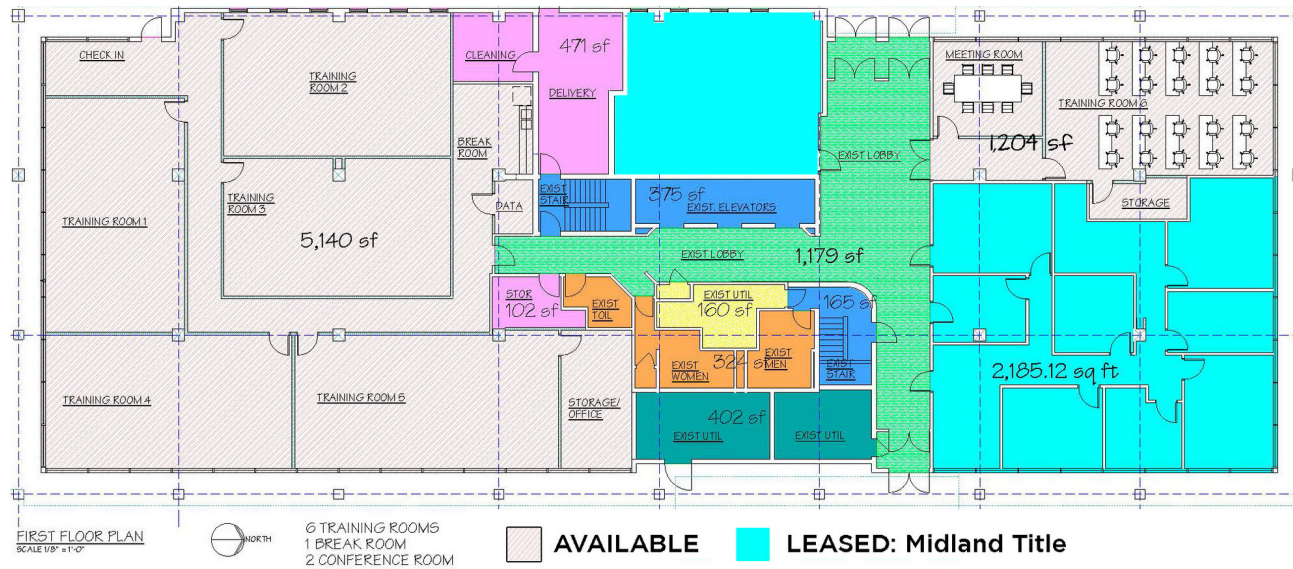 CHECK IN
TRAINING
ROOM 2
CLEANING
471 sf
DELIVERY
MEETING ROOM
TRAINING ROOM 6
1,204 sf
BREAK
ROOM
EXIST LOBBY
TRAINING ROOM 1
TRAINING
ROOM 3
DATA
EXIST
STAIR
375 sf
EXIST. ELEVATORS
STORAGE
5,140 sf
EXIST LOBBY
1,179 sf
STOR
102 sf
EXIST
TOIL
EXIST UTIL
160 sf
165 sf
EXIST
WOMEN
324 sf
EXIST
MEN
EXIST
STAIR
2,185.12 sq ft
TRAINING ROOM 4
TRAINING ROOM 5
STORAGE/
OFFICE
402 sf
EXIST UTIL
EXIST UTIL
FIRST FLOOR PLAN
SCALE 1/8" = 1'-0"
NORTH
6 TRAINING ROOMS
1 BREAK ROOM
2 CONFERENCE ROOM
AVAILABLE
LEASED: Midland Title